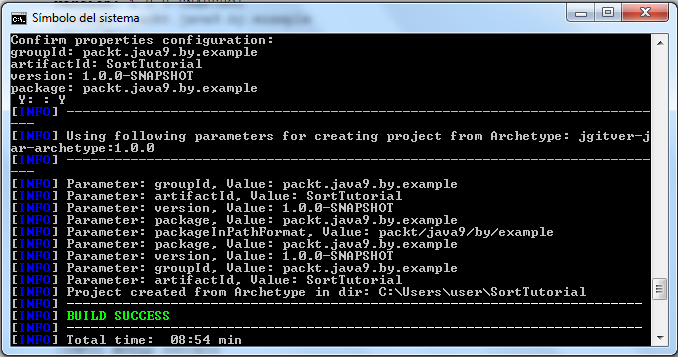 Símbolo del sistema
Confirm properties configuration:
groupId: packt.java9.by.example
artifactId: SortTutorial
version: 1.0.0-SNAPSHOT
package: packt.java9.by.example
 Y: : Y
[INFO] ------------------------------------------------------------------------
---
[INFO] Using following parameters for creating project from Archetype: jgitver-j
ar-archetype:1.0.0
[INFO] ------------------------------------------------------------------------
---
[INFO] Parameter: groupId, Value: packt.java9.by.example
[INFO] Parameter: artifactId, Value: SortTutorial
[INFO] Parameter: version, Value: 1.0.0-SNAPSHOT
[INFO] Parameter: package, Value: packt.java9.by.example
[INFO] Parameter: packageInPathFormat, Value: packt/java9/by/example
[INFO] Parameter: package, Value: packt.java9.by.example
[INFO] Parameter: version, Value: 1.0.0-SNAPSHOT
[INFO] Parameter: groupId, Value: packt.java9.by.example
[INFO] Parameter: artifactId, Value: SortTutorial
[INFO] Project created from Archetype in dir: C:\Users\user\SortTutorial
[INFO] ------------------------------------------------------------------------
[INFO] BUILD SUCCESS
[INFO] ------------------------------------------------------------------------
[INFO] Total time:  08:54 min